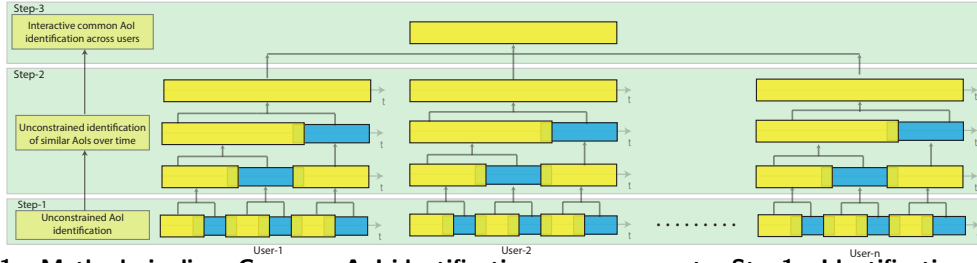 Step-3
Interactive common AoI
identification across users
Step-2
t
t
t
Unconstrained identification
of similar AoIs over time
t
t
t
t
t
t
Step-1
Unconstrained AoI
identification
User-1
User-2
User-n